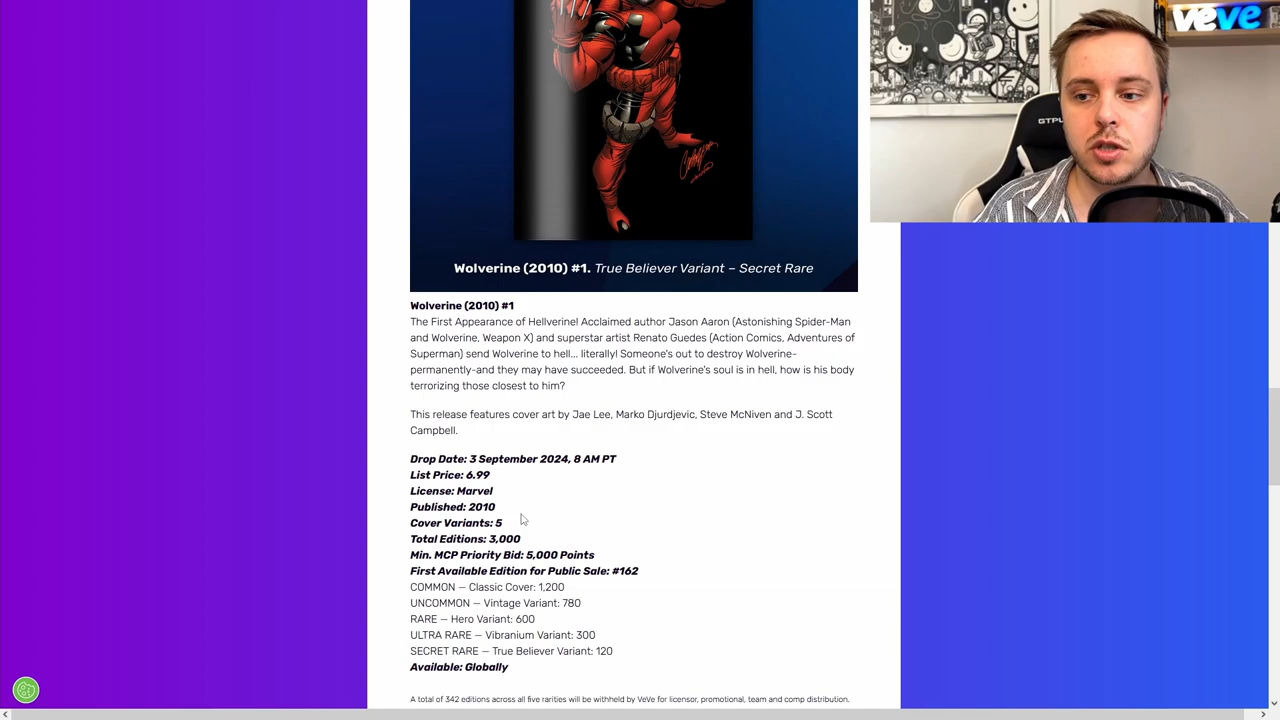 veve
GTPL
Wolverine (2010) #1. True Believer Variant – Secret Rare
Wolverine (2010) #1
The First Appearance of Hellverine! Acclaimed author Jason Aaron (Astonishing Spider-Man
and Wolverine, Weapon X) and superstar artist Renato Guedes (Action Comics, Adventures of
Superman) send Wolverine to hell... literally! Someone's out to destroy Wolverine-
permanently-and they may have succeeded. But if Wolverine's soul is in hell, how is his body
terrorizing those closest to him?
This release features cover art by Jae Lee, Marko Djurdjevic, Steve McNiven and J. Scott
Campbell.
Drop Date: 3 September 2024, 8 AM PT
List Price: 6.99
License: Marvel
Published: 2010
Cover Variants: 5
Total Editions: 3,000
Min. MCP Priority Bid: 5,000 Points
First Available Edition for Public Sale: #162
COMMON — Classic Cover: 1,200
UNCOMMON — Vintage Variant: 780
RARE — Hero Variant: 600
ULTRA RARE — Vibranium Variant: 300
SECRET RARE — True Believer Variant: 120
Available: Globally
A total of 342 editions across all five rarities will be withheld by VeVe for licensor, promotional, team and comp distribution.